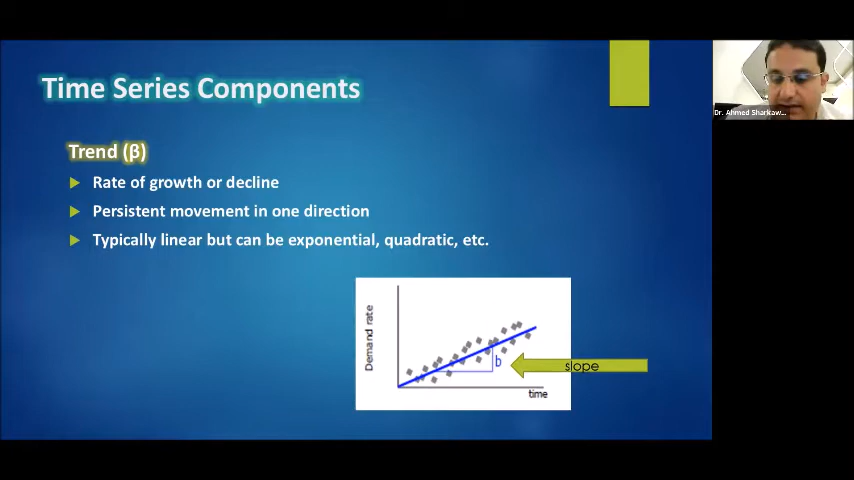 Time Series Components
Trend (β)
Rate of growth or decline
Persistent movement in one direction
Typically linear but can be exponential, quadratic, etc.
Demand rate
b
slope
time
Dr. Ahmed Sharkaw...